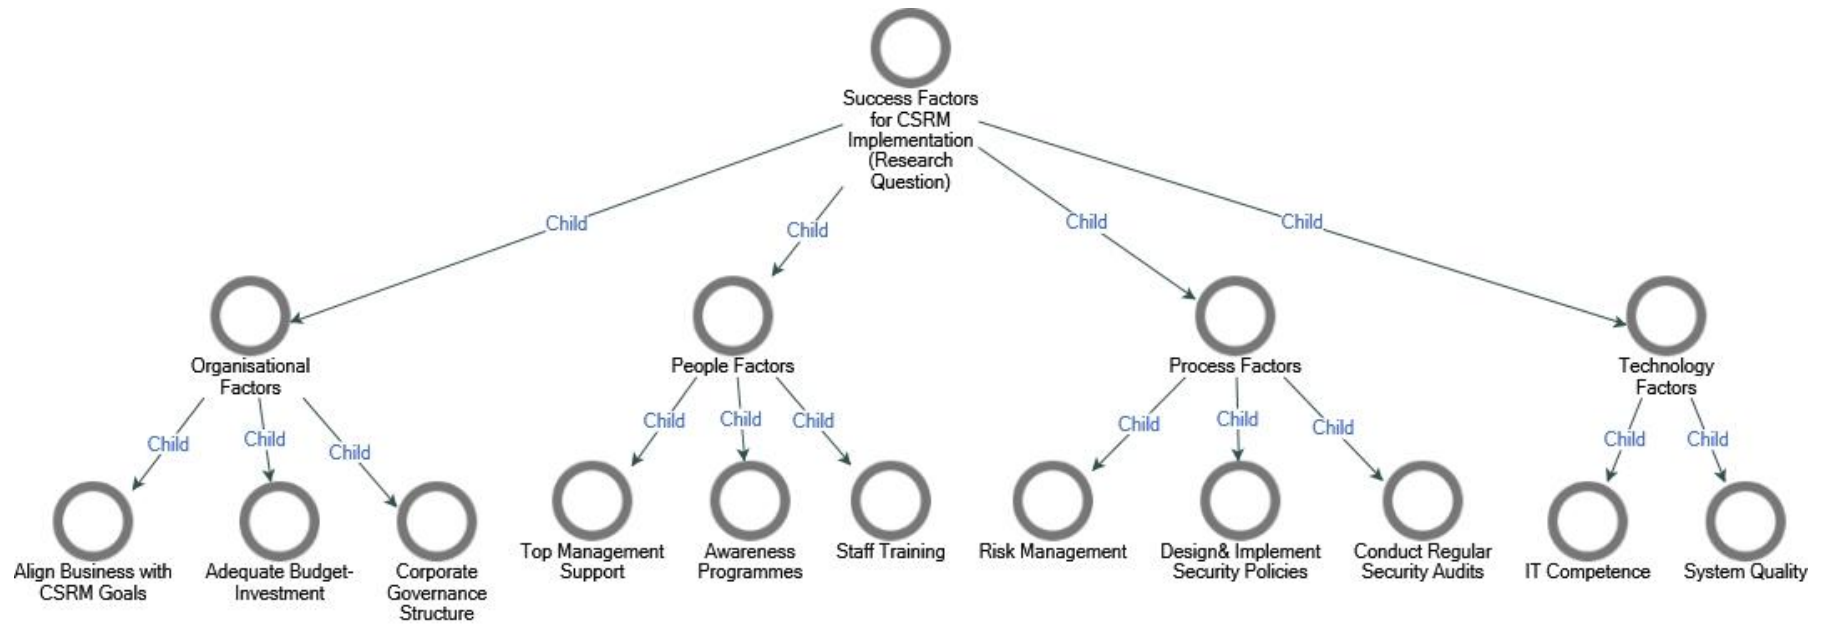 Success Factors
for CSRM
Implementation
(Research
Question)
Child
Child
Child
Child
Organisational
Factors
People Factors
Process Factors
Technology
Factors
Child
Child
Child
Child
Child
Child
Child
Child
Child
Child
Child
Align Business with
CSRM Goals
Adequate Budget-
Investment
Corporate
Governance
Structure
Top Management
Support
Awareness
Programmes
Staff Training
Risk Management
Design& Implement
Security Policies
Conduct Regular
Security Audits
IT Competence
System Quality